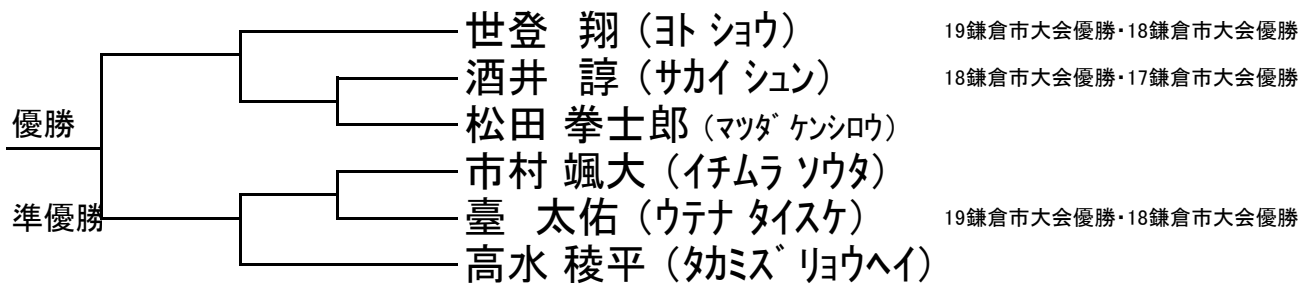 世登 翔 (ﾖﾄ ｼｮｳ) 19鎌倉市大会優勝・18鎌倉市大会優勝
酒井 諄 (ｻｶｲ ｼｭﾝ) 18鎌倉市大会優勝・17鎌倉市大会優勝
優勝
松田 拳士郎 (ﾏﾂﾀﾞ ｹﾝｼﾛｳ)
市村 颯大 (ｲﾁﾑﾗ ｿｳﾀ)
準優勝
臺 太佑 (ｳﾃﾅ ﾀｲｽｹ) 19鎌倉市大会優勝・18鎌倉市大会優勝
高水 稜平 (ﾀｶﾐｽﾞ ﾘｮｳﾍｲ)